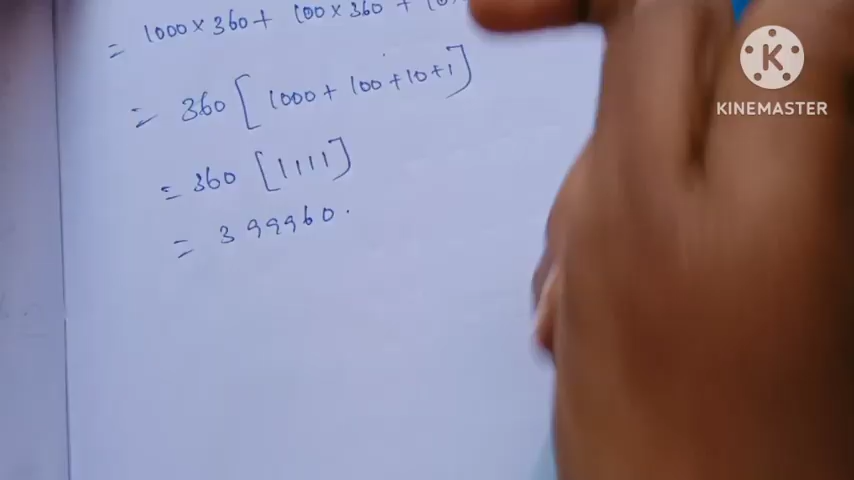 = 1000 × 360 + 100 × 360 +
= 360 [ 1000 + 100 + 10 + 1 ]
= 360 [ 1111 ]
= 399960.
K
KINEMASTER